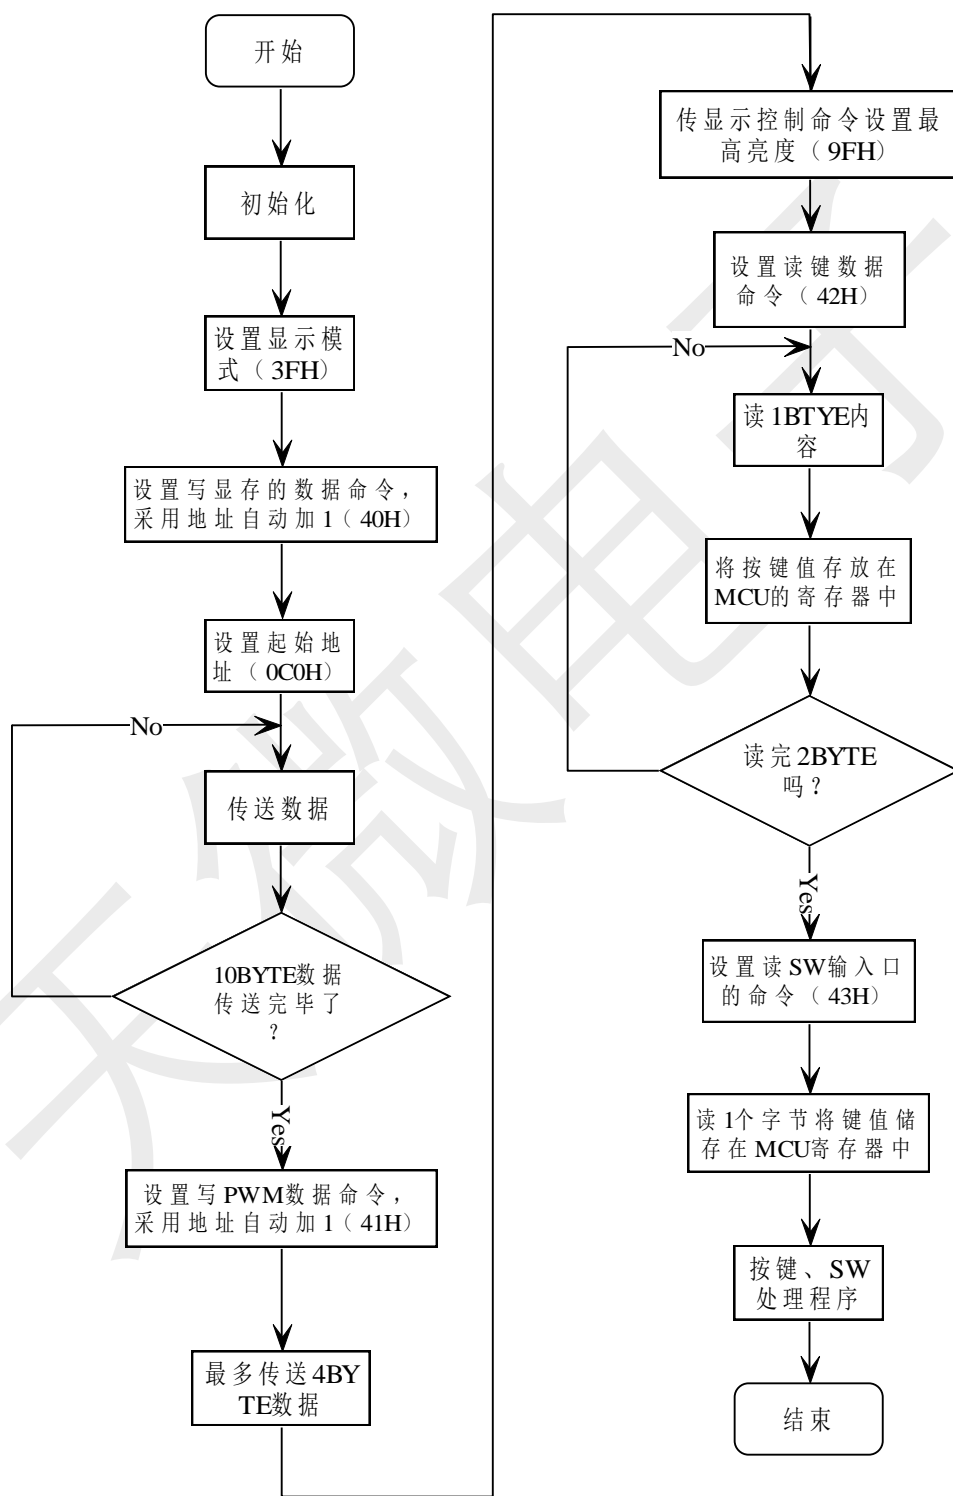 开始
初始化
设置显示模
式（3FH）
设置写显存的数据命令，
采用地址自动加1（40H）
设置起始地
址（0C0H）
No
传送数据
10BYTE数据
传送完毕了
？
Yes
设置写PWM数据命令，
采用地址自动加1（41H）
最多传送4BY
TE数据
传显示控制命令设置最
高亮度（9FH）
设置读键数据
命令（42H）
No
读1BTYE内
容
将按键值存放在
MCU的寄存器中
读完2BYTE
吗？
Yes
设置读SW输入口
的命令（43H）
读1个字节将键值储
存在MCU寄存器中
按键、SW
处理程序
结束
天微电子